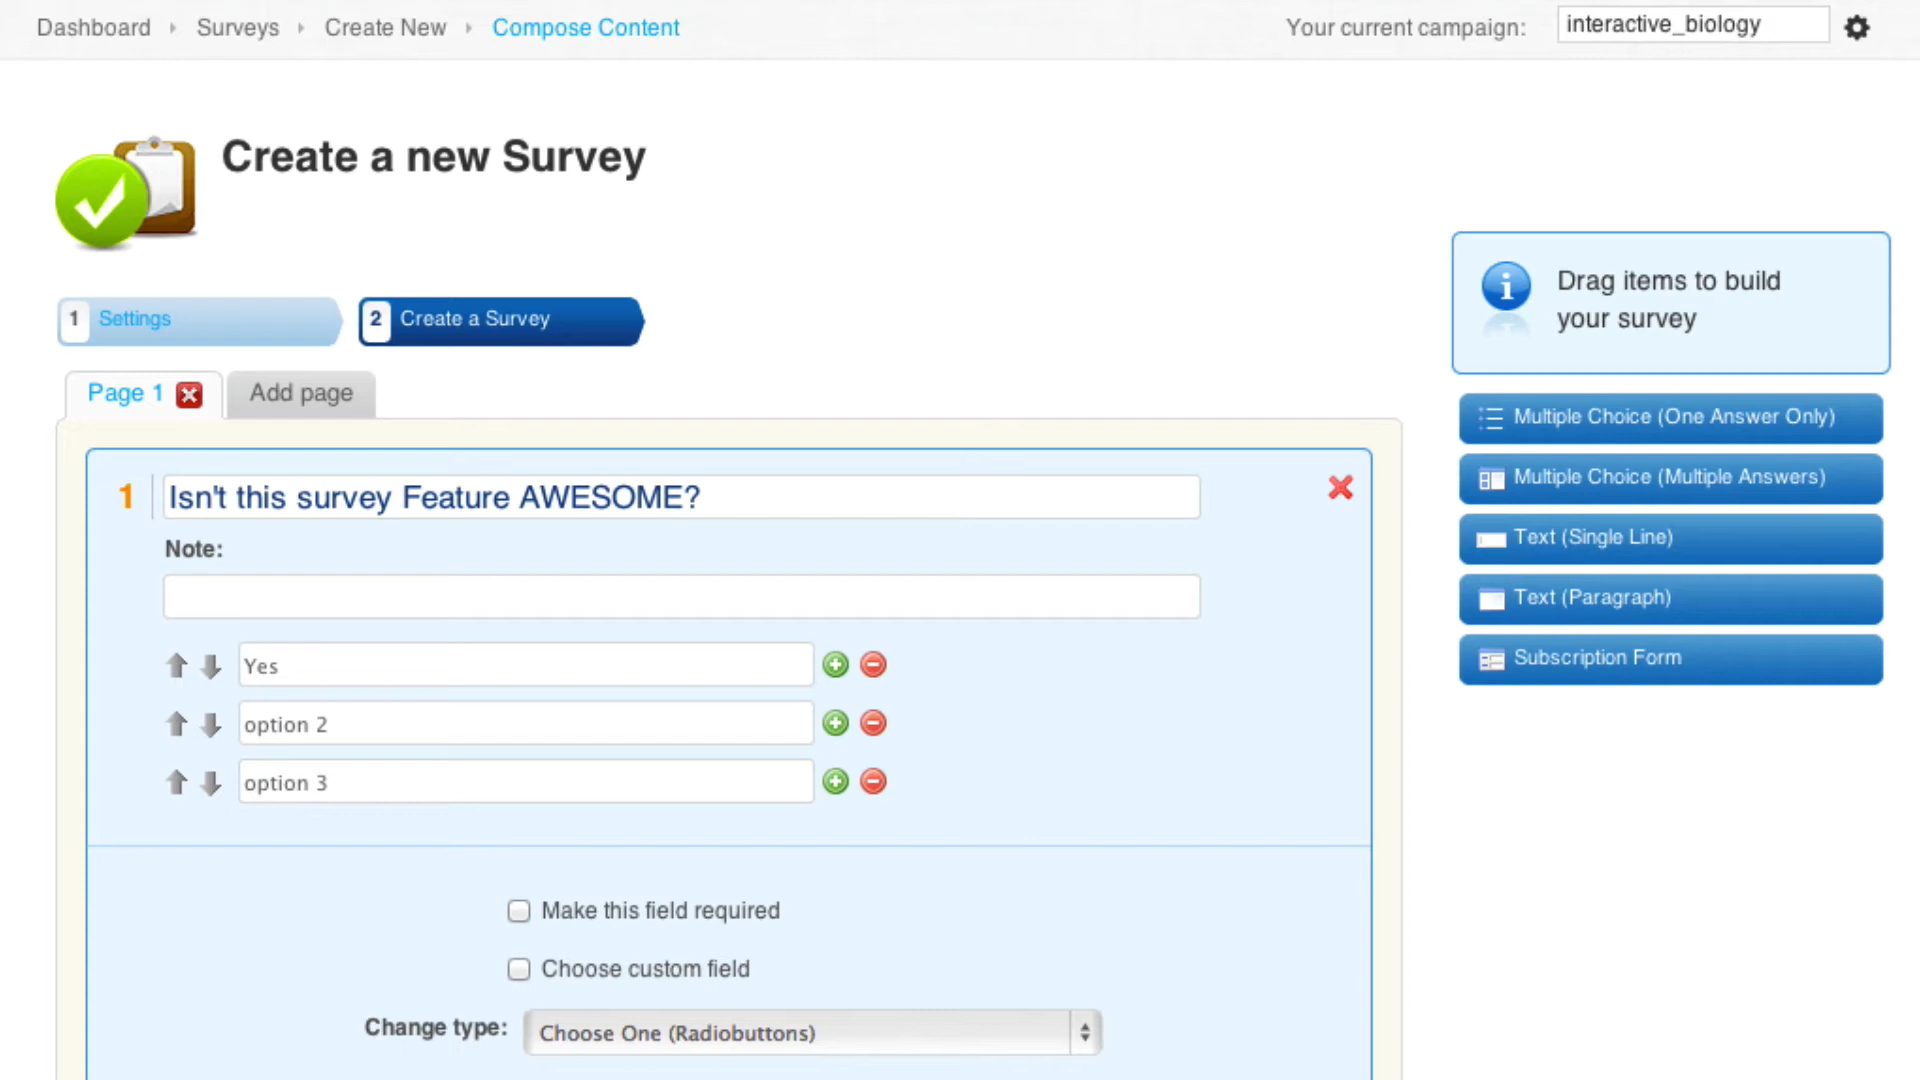 Dashboard Surveys Create New Compose Content
Your current campaign: interactive_biology
Create a new Survey
1 Settings
2 Create a Survey
Drag items to build
your survey
Page 1
Add page
Multiple Choice (One Answer Only)
Multiple Choice (Multiple Answers)
Text (Single Line)
Text (Paragraph)
Subscription Form
1 Isn't this survey Feature AWESOME?
Note:
Yes
option 2
option 3
Make this field required
Choose custom field
Change type: Choose One (Radiobuttons)